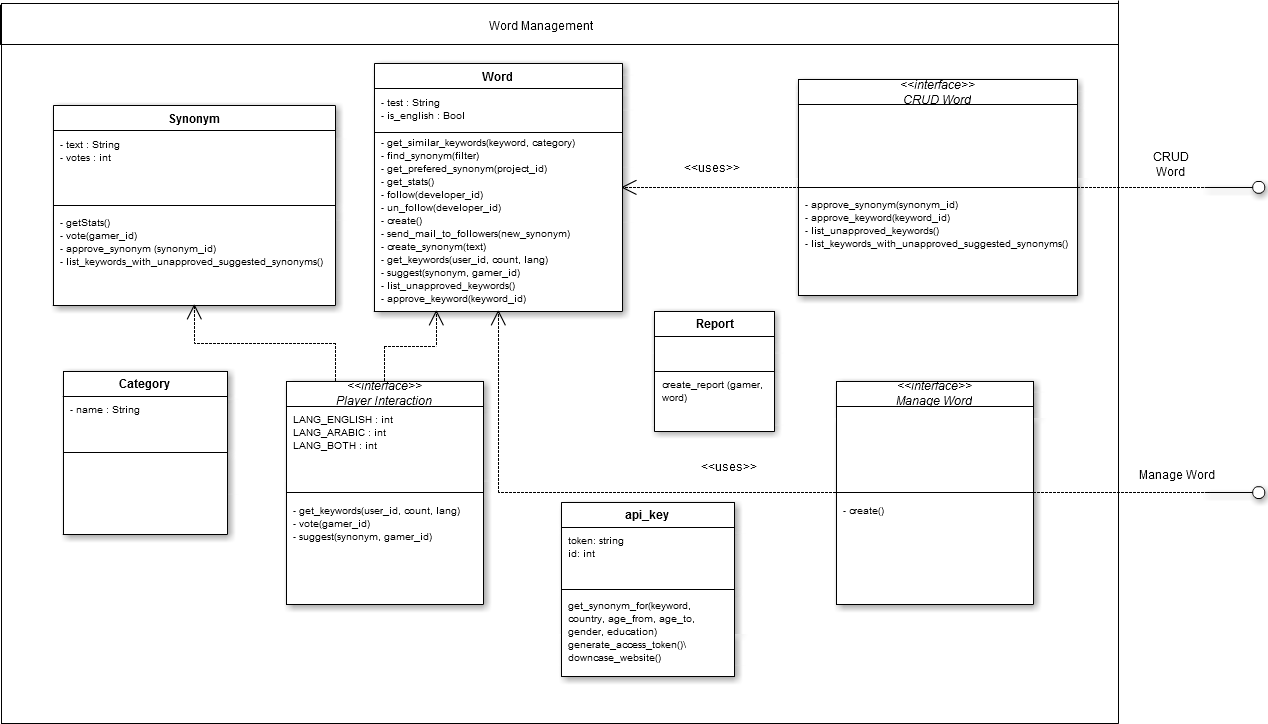 Word Management
Word
- test : String
- is_english : Bool
- get_similar_keywords(keyword, category)
- find_synonym(filter)
- get_prefered_synonym(project_id)
- get_stats()
- follow(developer_id)
- un_follow(developer_id)
- create()
- send_mail_to_followers(new_synonym)
- create_synonym(text)
- get_keywords(user_id, count, lang)
- suggest(synonym, gamer_id)
- list_unapproved_keywords()
- approve_keyword(keyword_id)
Synonym
- text : String
- votes : int
- getStats()
- vote(gamer_id)
- approve_synonym (synonym_id)
- list_keywords_with_unapproved_suggested_synonyms()
<<uses>>
<<interface>>
CRUD Word
- approve_synonym(synonym_id)
- approve_keyword(keyword_id)
- list_unapproved_keywords()
- list_keywords_with_unapproved_suggested_synonyms()
CRUD
Word
Category
- name : String
<<interface>>
Player Interaction
LANG_ENGLISH : int
LANG_ARABIC : int
LANG_BOTH : int
- get_keywords(user_id, count, lang)
- vote(gamer_id)
- suggest(synonym, gamer_id)
Report
create_report (gamer,
word)
<<interface>>
Manage Word
- create()
<<uses>>
Manage Word
api_key
token: string
id: int
get_synonym_for(keyword,
country, age_from, age_to,
gender, education)
generate_access_token()\
downcase_website()